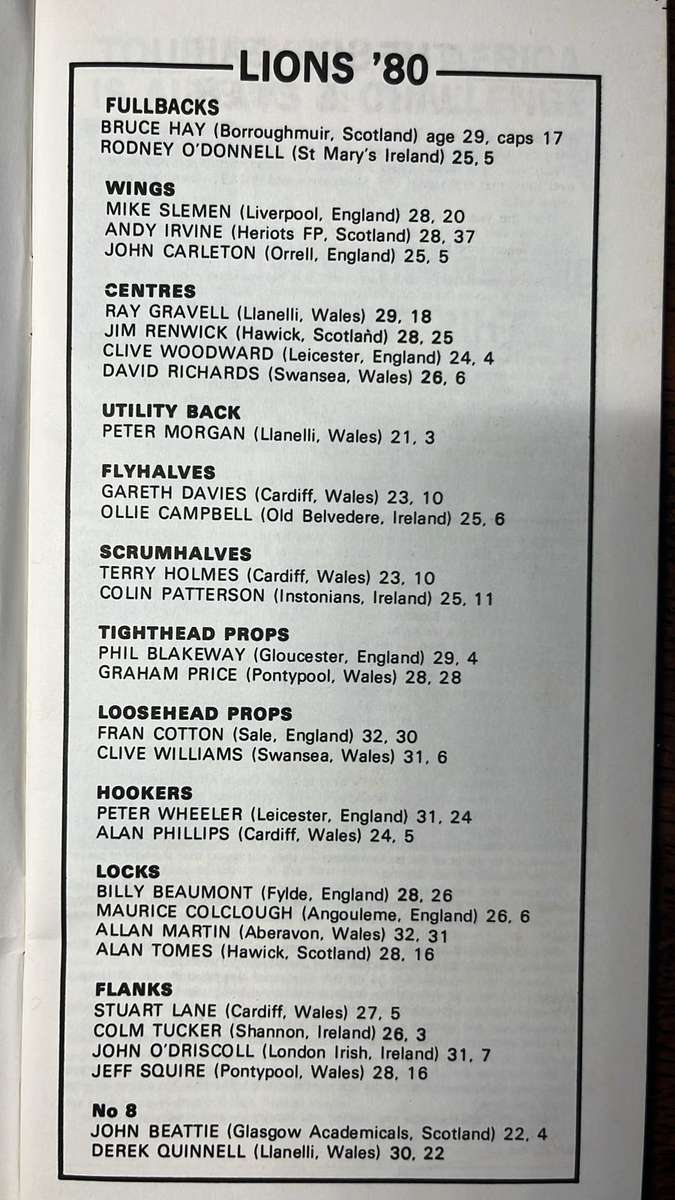 LIONS '80
FULLBACKS
BRUCE HAY (Borroughmuir, Scotland) age 29, caps 17
RODNEY O'DONNELL (St Mary's Ireland) 25, 5
WINGS
MIKE SLEMEN (Liverpool, England) 28, 20
ANDY IRVINE (Heriots FP, Scotland) 28, 37
JOHN CARLETON (Orrell, England) 25, 5
CENTRES
RAY GRAVELL (Llanelli, Wales) 29, 18
JIM RENWICK (Hawick, Scotland) 28, 25
CLIVE WOODWARD (Leicester, England) 24, 4
DAVID RICHARDS (Swansea, Wales) 26, 6
UTILITY BACK
PETER MORGAN (Llanelli, Wales) 21, 3
FLYHALVES
GARETH DAVIES (Cardiff, Wales) 23, 10
OLLIE CAMPBELL (Old Belvedere, Ireland) 25, 6
SCRUMHALVES
TERRY HOLMES (Cardiff, Wales) 23, 10
COLIN PATTERSON (Instonians, Ireland) 25, 11
TIGHTHEAD PROPS
PHIL BLAKEWAY (Gloucester, England) 29, 4
GRAHAM PRICE (Pontypool, Wales) 28, 28
LOOSEHEAD PROPS
FRAN COTTON (Sale, England) 32, 30
CLIVE WILLIAMS (Swansea, Wales) 31, 6
HOOKERS
PETER WHEELER (Leicester, England) 31, 24
ALAN PHILLIPS (Cardiff, Wales) 24, 5
LOCKS
BILLY BEAUMONT (Fylde, England) 28, 26
MAURICE COLCLOUGH (Angouleme, England) 26, 6
ALLAN MARTIN (Aberavon, Wales) 32, 31
ALAN TOMES (Hawick, Scotland) 28, 16
FLANKS
STUART LANE (Cardiff, Wales) 27, 5
COLM TUCKER (Shannon, Ireland) 26, 3
JOHN O'DRISCOLL (London Irish, Ireland) 31, 7
JEFF SQUIRE (Pontypool, Wales) 28, 16
No 8
JOHN BEATTIE (Glasgow Academicals, Scotland) 22, 4
DEREK QUINNELL (Llanelli, Wales) 30, 22